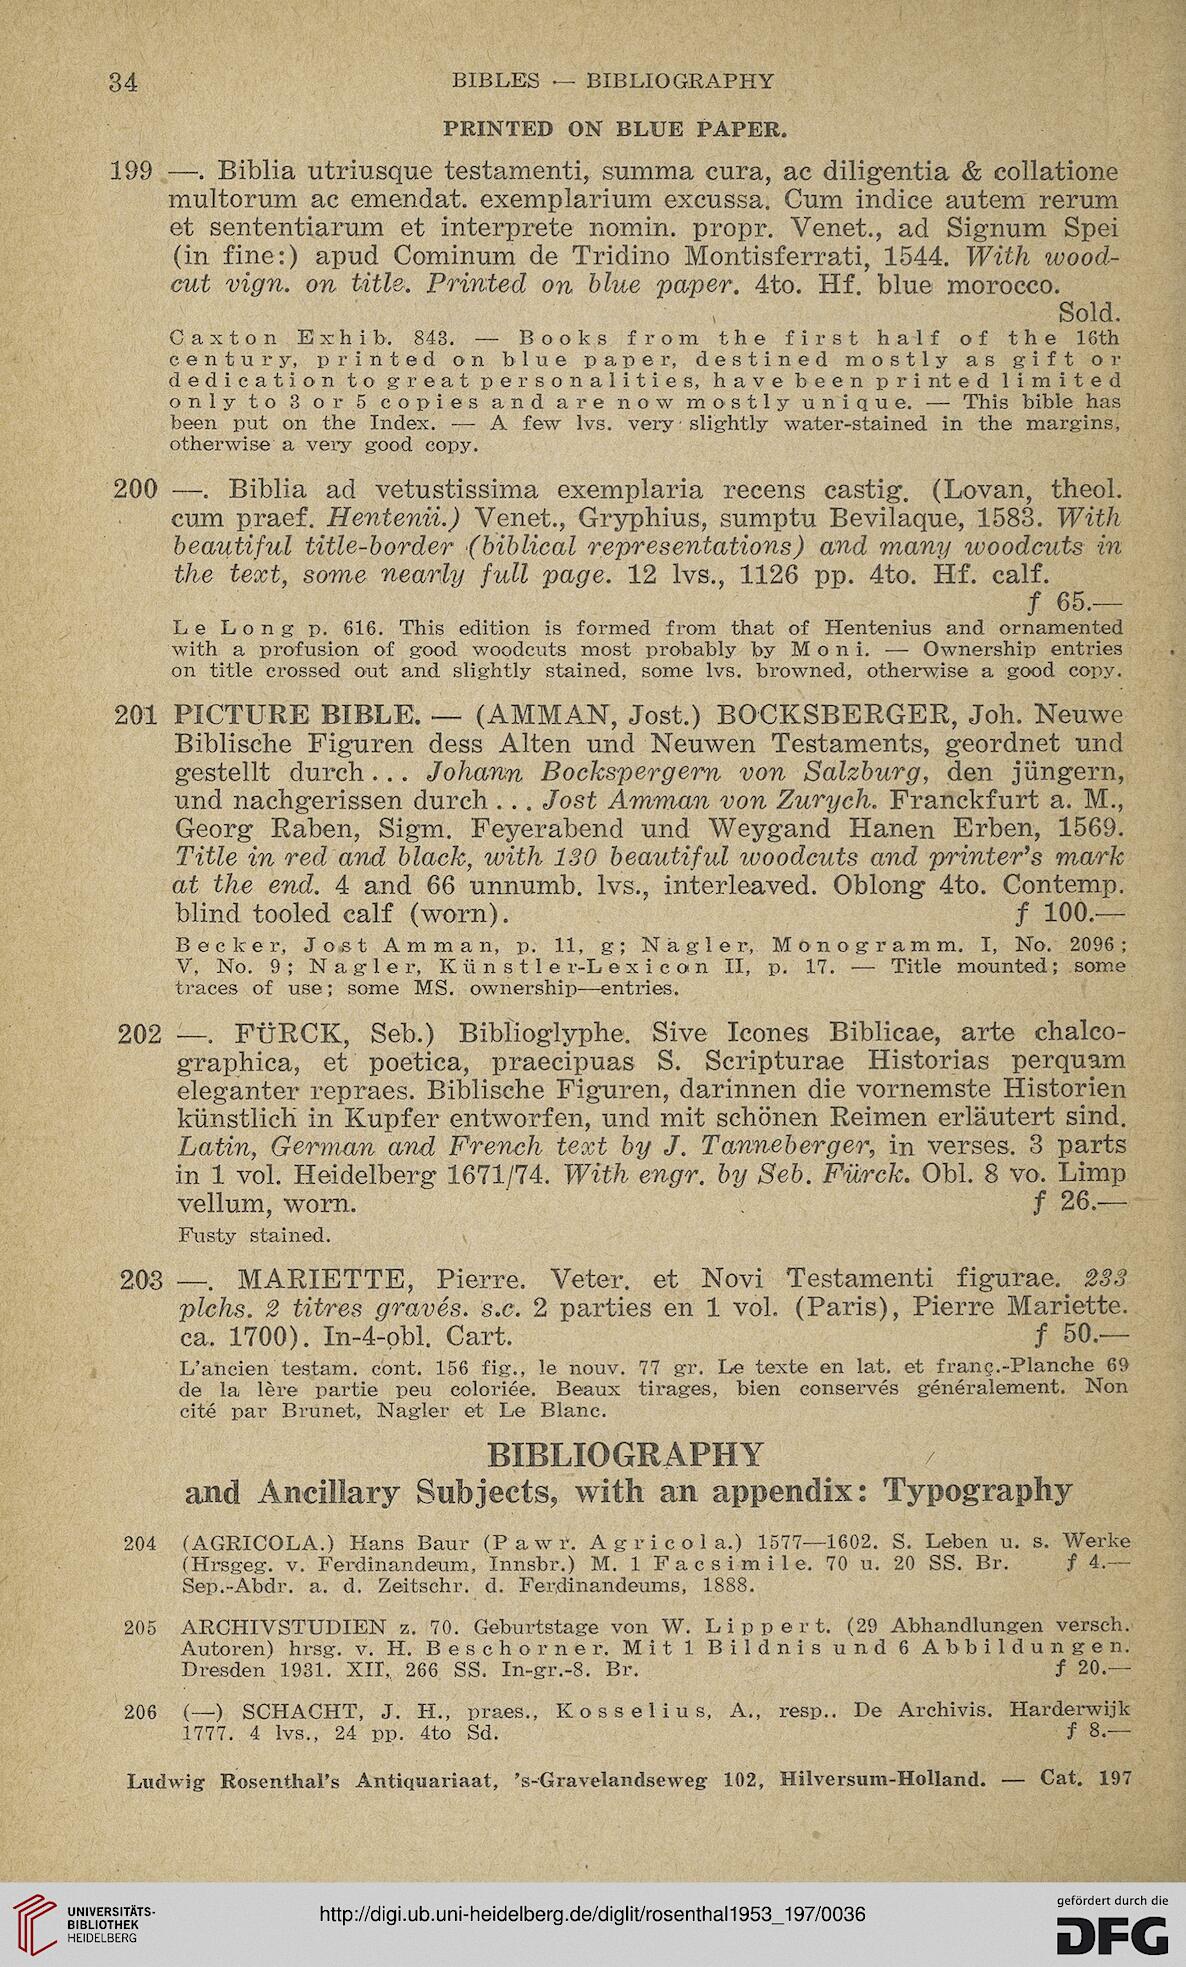 34
BIBLES — BIBLIOGRAPHY
PRINTED ON BLUE PAPER.
199 —. Biblia utriusque testamenti, summa cura, ac diligentia & collatione
multorum ac emendat. exemplarium excussa. Cum indice autem rerum
et sententiarum et interprete nomin. propr. Venet., ad Signum Spei
(in fine:) apud Cominum de Tridino Montisferrati, 1544. With wood-
cut vign. on title. Printed on blue paper. 4to. Hf. blue morocco.
Sold.
Caxton Exhib. 843. — Books from the first half of the 16th
century, printed on blue paper, destined mostly as gift or
dedication to great personalities, have been printed limited
only to 3 or 5 copies and are now mostly unique. — This bible has
been put on the Index. — A few lvs. very slightly water-stained in the margins,
otherwise a very good copy.
200 —. Biblia ad vetustissima exemplaria recens castig. (Lovan, theol.
cum praef. Hentenii.) Venet., Gryphius, sumptu Bevilaque, 1583. With
beautiful title-border (biblical representations) and many woodcuts in
the text, some nearly full page. 12 lvs., 1126 pp. 4to. Hf. calf.
f 65.—
Le Long p. 616. This edition is formed from that of Hentenius and ornamented
with a profusion of good woodcuts most probably by Moni. — Ownership entries
on title crossed out and slightly stained, some lvs. browned, otherwise a good copy.
201 PICTURE BIBLE. — (AMMAN, Jost.) BOCKSBERGER, Joh. Neuwe
Biblische Figuren dess Alten und Neuwen Testaments, geordnet und
gestellt durch... Johann Bockspergern von Salzburg, den jüngern,
und nachgerissen durch... Jost Amman von Zurych. Franckfurt a. M.,
Georg Raben, Sigm. Feyerabend und Weygand Hanen Erben, 1569.
Title in red and black, with 130 beautiful woodcuts and printer's mark
at the end. 4 and 66 unnumb. lvs., interleaved. Oblong 4to. Contemp.
blind tooled calf (worn). f 100.—
Becker, Jost Amman, p. 11, g; Nagler, Monogramm. I, No. 2096;
V, No. 9; Nagler, Künstler-Lexicon II, p. 17. — Title mounted; some
traces of use; some MS. ownership—entries.
202 —. FÜRCK, Seb.) Biblioglyphe. Sive Icones Biblicae, arte chalco-
graphica, et poetica, praecipuas S. Scripturae Historias perquam
eleganter repraes. Biblische Figuren, darinnen die vornemste Historien
künstlich in Kupfer entworfen, und mit schönen Reimen erläutert sind.
Latin, German and French text by J. Tanneberger, in verses. 3 parts
in 1 vol. Heidelberg 1671/74. With engr. by Seb. Fürck. Obl. 8 vo. Limp
vellum, worn. f 26.—
Fusty stained.
203 —. MARIETTE, Pierre. Veter. et Novi Testamenti figurae. 233
plchs. 2 titres gravés. s.c. 2 parties en 1 vol. (Paris), Pierre Mariette.
ca. 1700). In-4-obl. Cart. f 50.—
L'ancien testam. cont. 156 fig., le nouv. 77 gr. Le texte en lat. et franç.-Planche 69
de la lère partie peu coloriée. Beaux tirages, bien conservés généralement. Non
cité par Brunet, Nagler et Le Blanc.
BIBLIOGRAPHY
and Ancillary Subjects, with an appendix: Typography
204 (AGRICOLA.) Hans Baur (Pawr. Agricola.) 1577—1602. S. Leben u. s. Werke
(Hrsgeg. v. Ferdinandeum, Innsbr.) M. 1 Facsimile. 70 u. 20 SS. Br. f 4.—
Sep.-Abdr. a. d. Zeitschr. d. Ferdinandeums, 1888.
205 ARCHIVSTUDIEN z. 70. Geburtstage von W. Lippert. (29 Abhandlungen versch.
Autoren) hrsg. v. H. Beschorner. Mit 1 Bildnis und 6 Abbildungen.
Dresden 1931. XII, 266 SS. In-gr.-8. Br. f 20.—
206 (—) SCHACHT, J. H., praes., Kosselius, A., resp.. De Archivis. Harderwijk
1777. 4 lvs., 24 pp. 4to Sd. f 8.—
Ludwig Rosenthal's Antiquariaat, 's-Gravelandseweg 102, Hilversum-Holland. — Cat. 197
UNIVERSITÄTS-
BIBLIOTHEK
HEIDELBERG
http://digi.ub.uni-heidelberg.de/diglit/rosenthal1953_197/0036
gefördert durch die
DFG